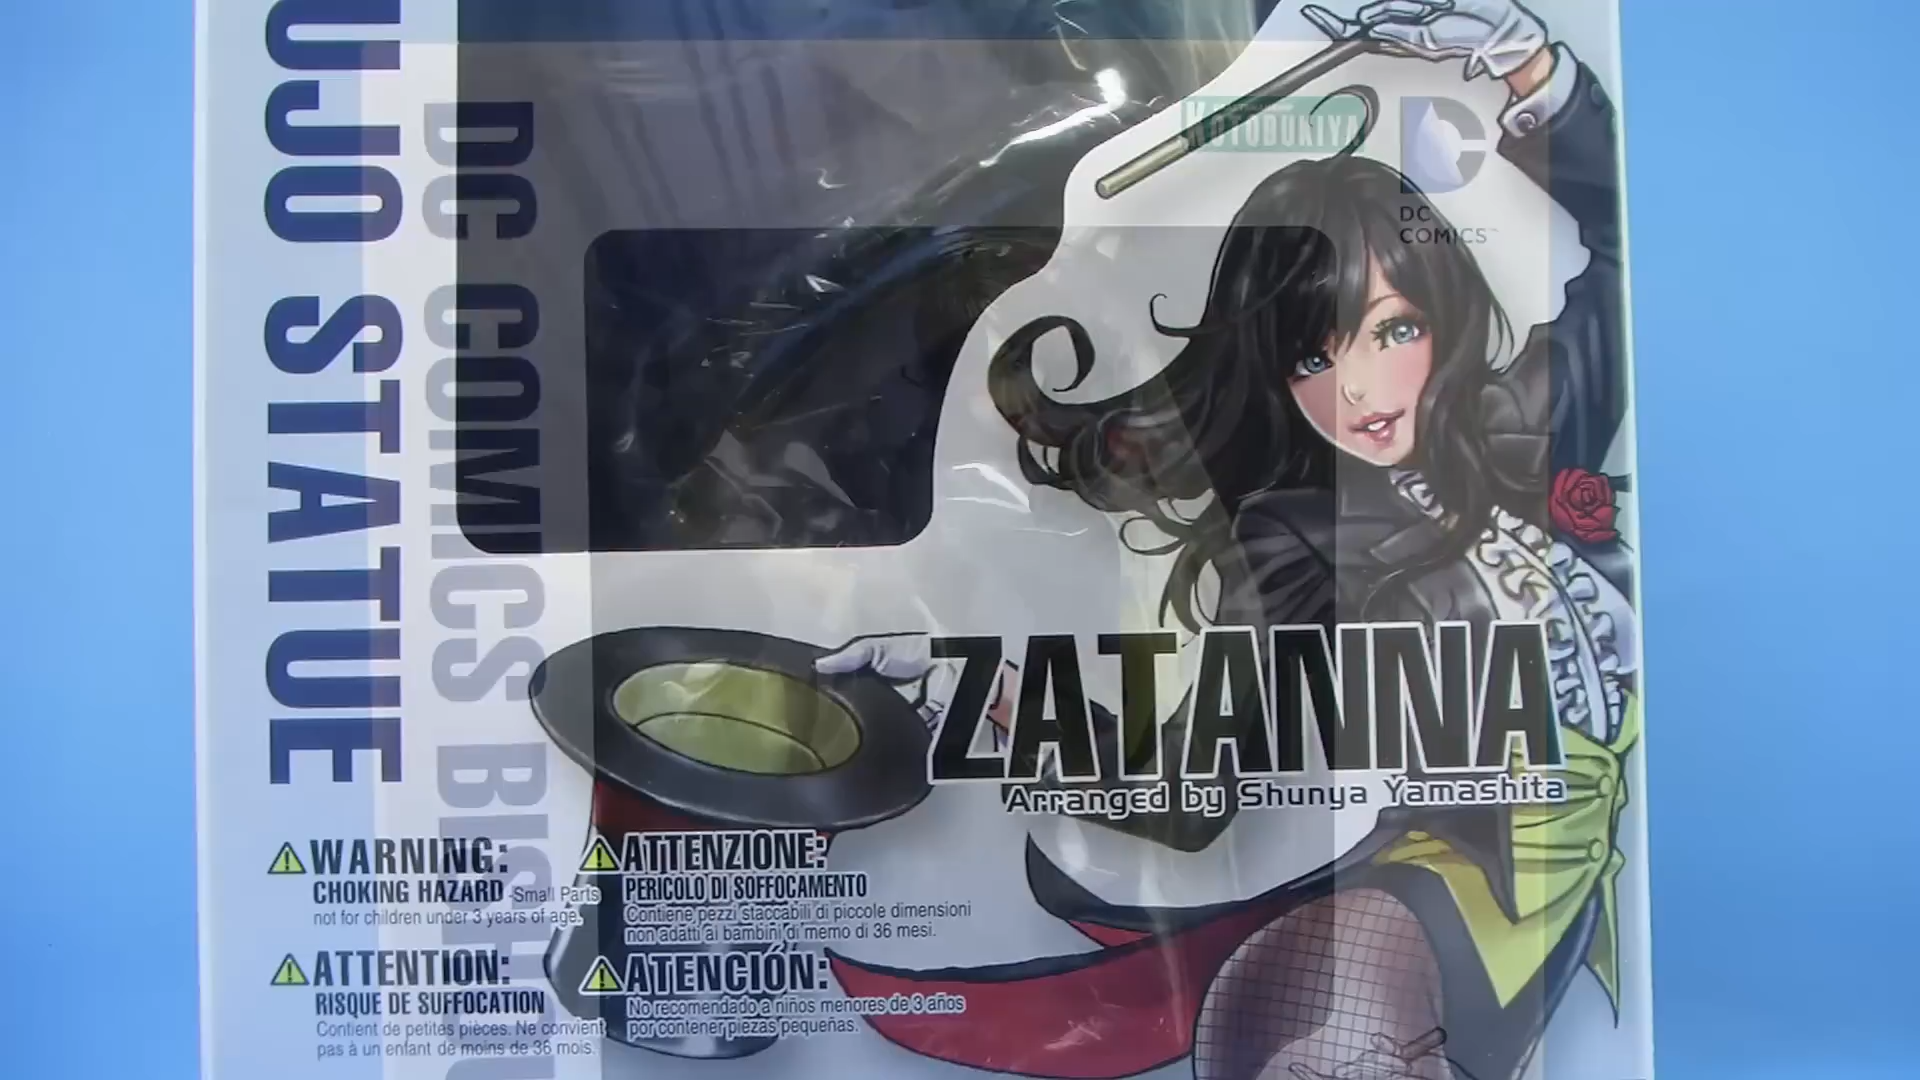 UJO STATUE
DC COMICS BISHOU
KOTOBUKIYA
DC
COMICS™
ZATANNA
Arranged by Shunya Yamashita
WARNING:
CHOKING HAZARD -Small Parts
not for children under 3 years of age.
ATTENTION:
RISQUE DE SUFFOCATION
Contient de petites pièces. Ne convient
pas à un enfant de moins de 36 mois.
ATTENZIONE:
PERICOLO DI SOFFOCAMENTO
Contiene pezzi staccabili di piccole dimensioni
non adatti ai bambini di memo di 36 mesi.
ATENCIÓN:
No recomendado a niños menores de 3 años
por contener piezas pequeñas.